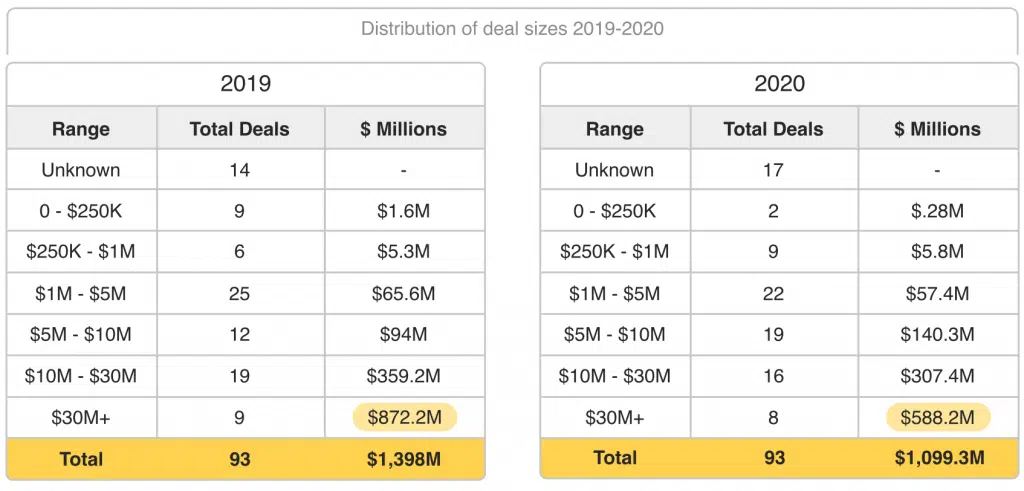 Distribution of deal sizes 2019-2020
2019
Range Total Deals $ Millions
Unknown 14 -
0 - $250K 9 $1.6M
$250K - $1M 6 $5.3M
$1M - $5M 25 $65.6M
$5M - $10M 12 $94M
$10M - $30M 19 $359.2M
$30M+ 9 $872.2M
Total 93 $1,398M
2020
Range Total Deals $ Millions
Unknown 17 -
0 - $250K 2 $.28M
$250K - $1M 9 $5.8M
$1M - $5M 22 $57.4M
$5M - $10M 19 $140.3M
$10M - $30M 16 $307.4M
$30M+ 8 $588.2M
Total 93 $1,099.3M